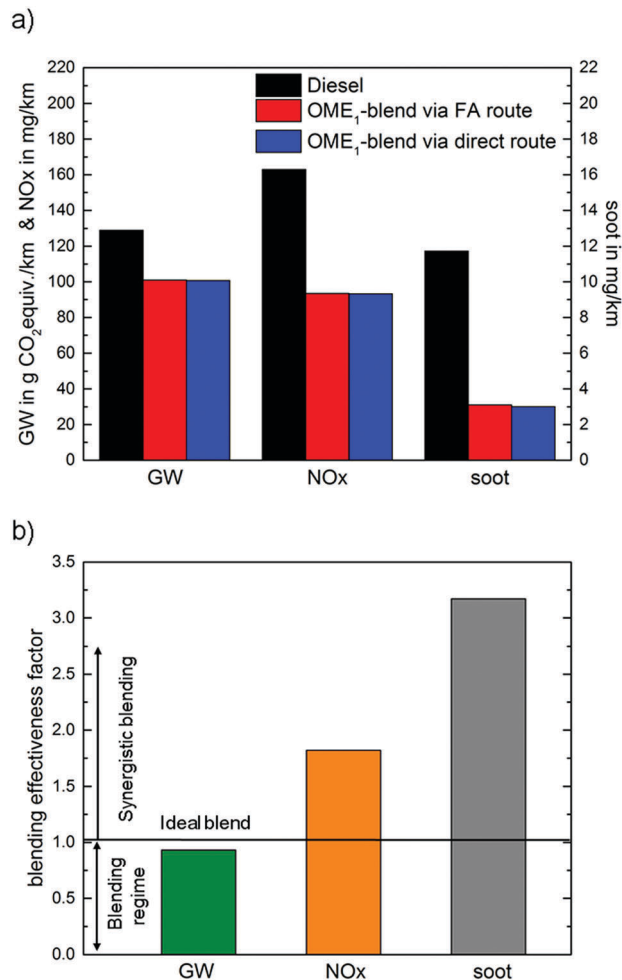 a)
GW in g CO₂equiv./km & NOx in mg/km
220
200
180
160
140
120
100
80
60
40
20
0
Diesel
OME₁-blend via FA route
OME₁-blend via direct route
22
20
18
16
14
12
10
8
6
4
2
0
soot in mg/km
GW NOx soot
b)
blending effectiveness factor
3.5
3.0
2.5
2.0
1.5
1.0
0.5
0.0
Synergistic blending
Ideal blend
Blending
regime
GW NOx soot